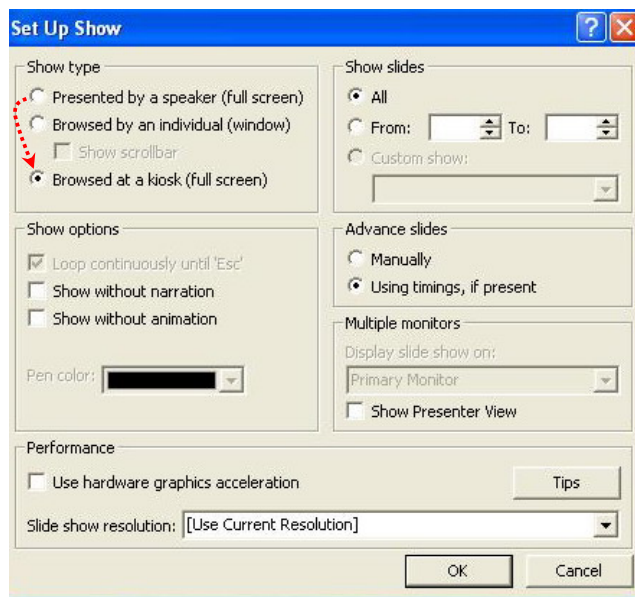 Set Up Show
Show type
Presented by a speaker (full screen)
Browsed by an individual (window)
Show scrollbar
Browsed at a kiosk (full screen)
Show slides
All
From: To:
Custom show:
Show options
Loop continuously until 'Esc'
Show without narration
Show without animation
Pen color:
Advance slides
Manually
Using timings, if present
Multiple monitors
Display slide show on:
Primary Monitor
Show Presenter View
Performance
Use hardware graphics acceleration
Tips
Slide show resolution: [Use Current Resolution]
OK Cancel